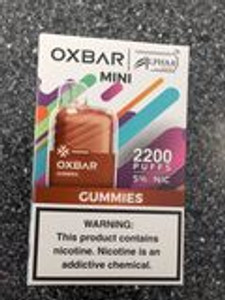 OXBAR
MINI
OXBAR
2200
PUFFS
5% NIC
GUMMIES
WARNING:
This product contains
nicotine. Nicotine is an
addictive chemical.